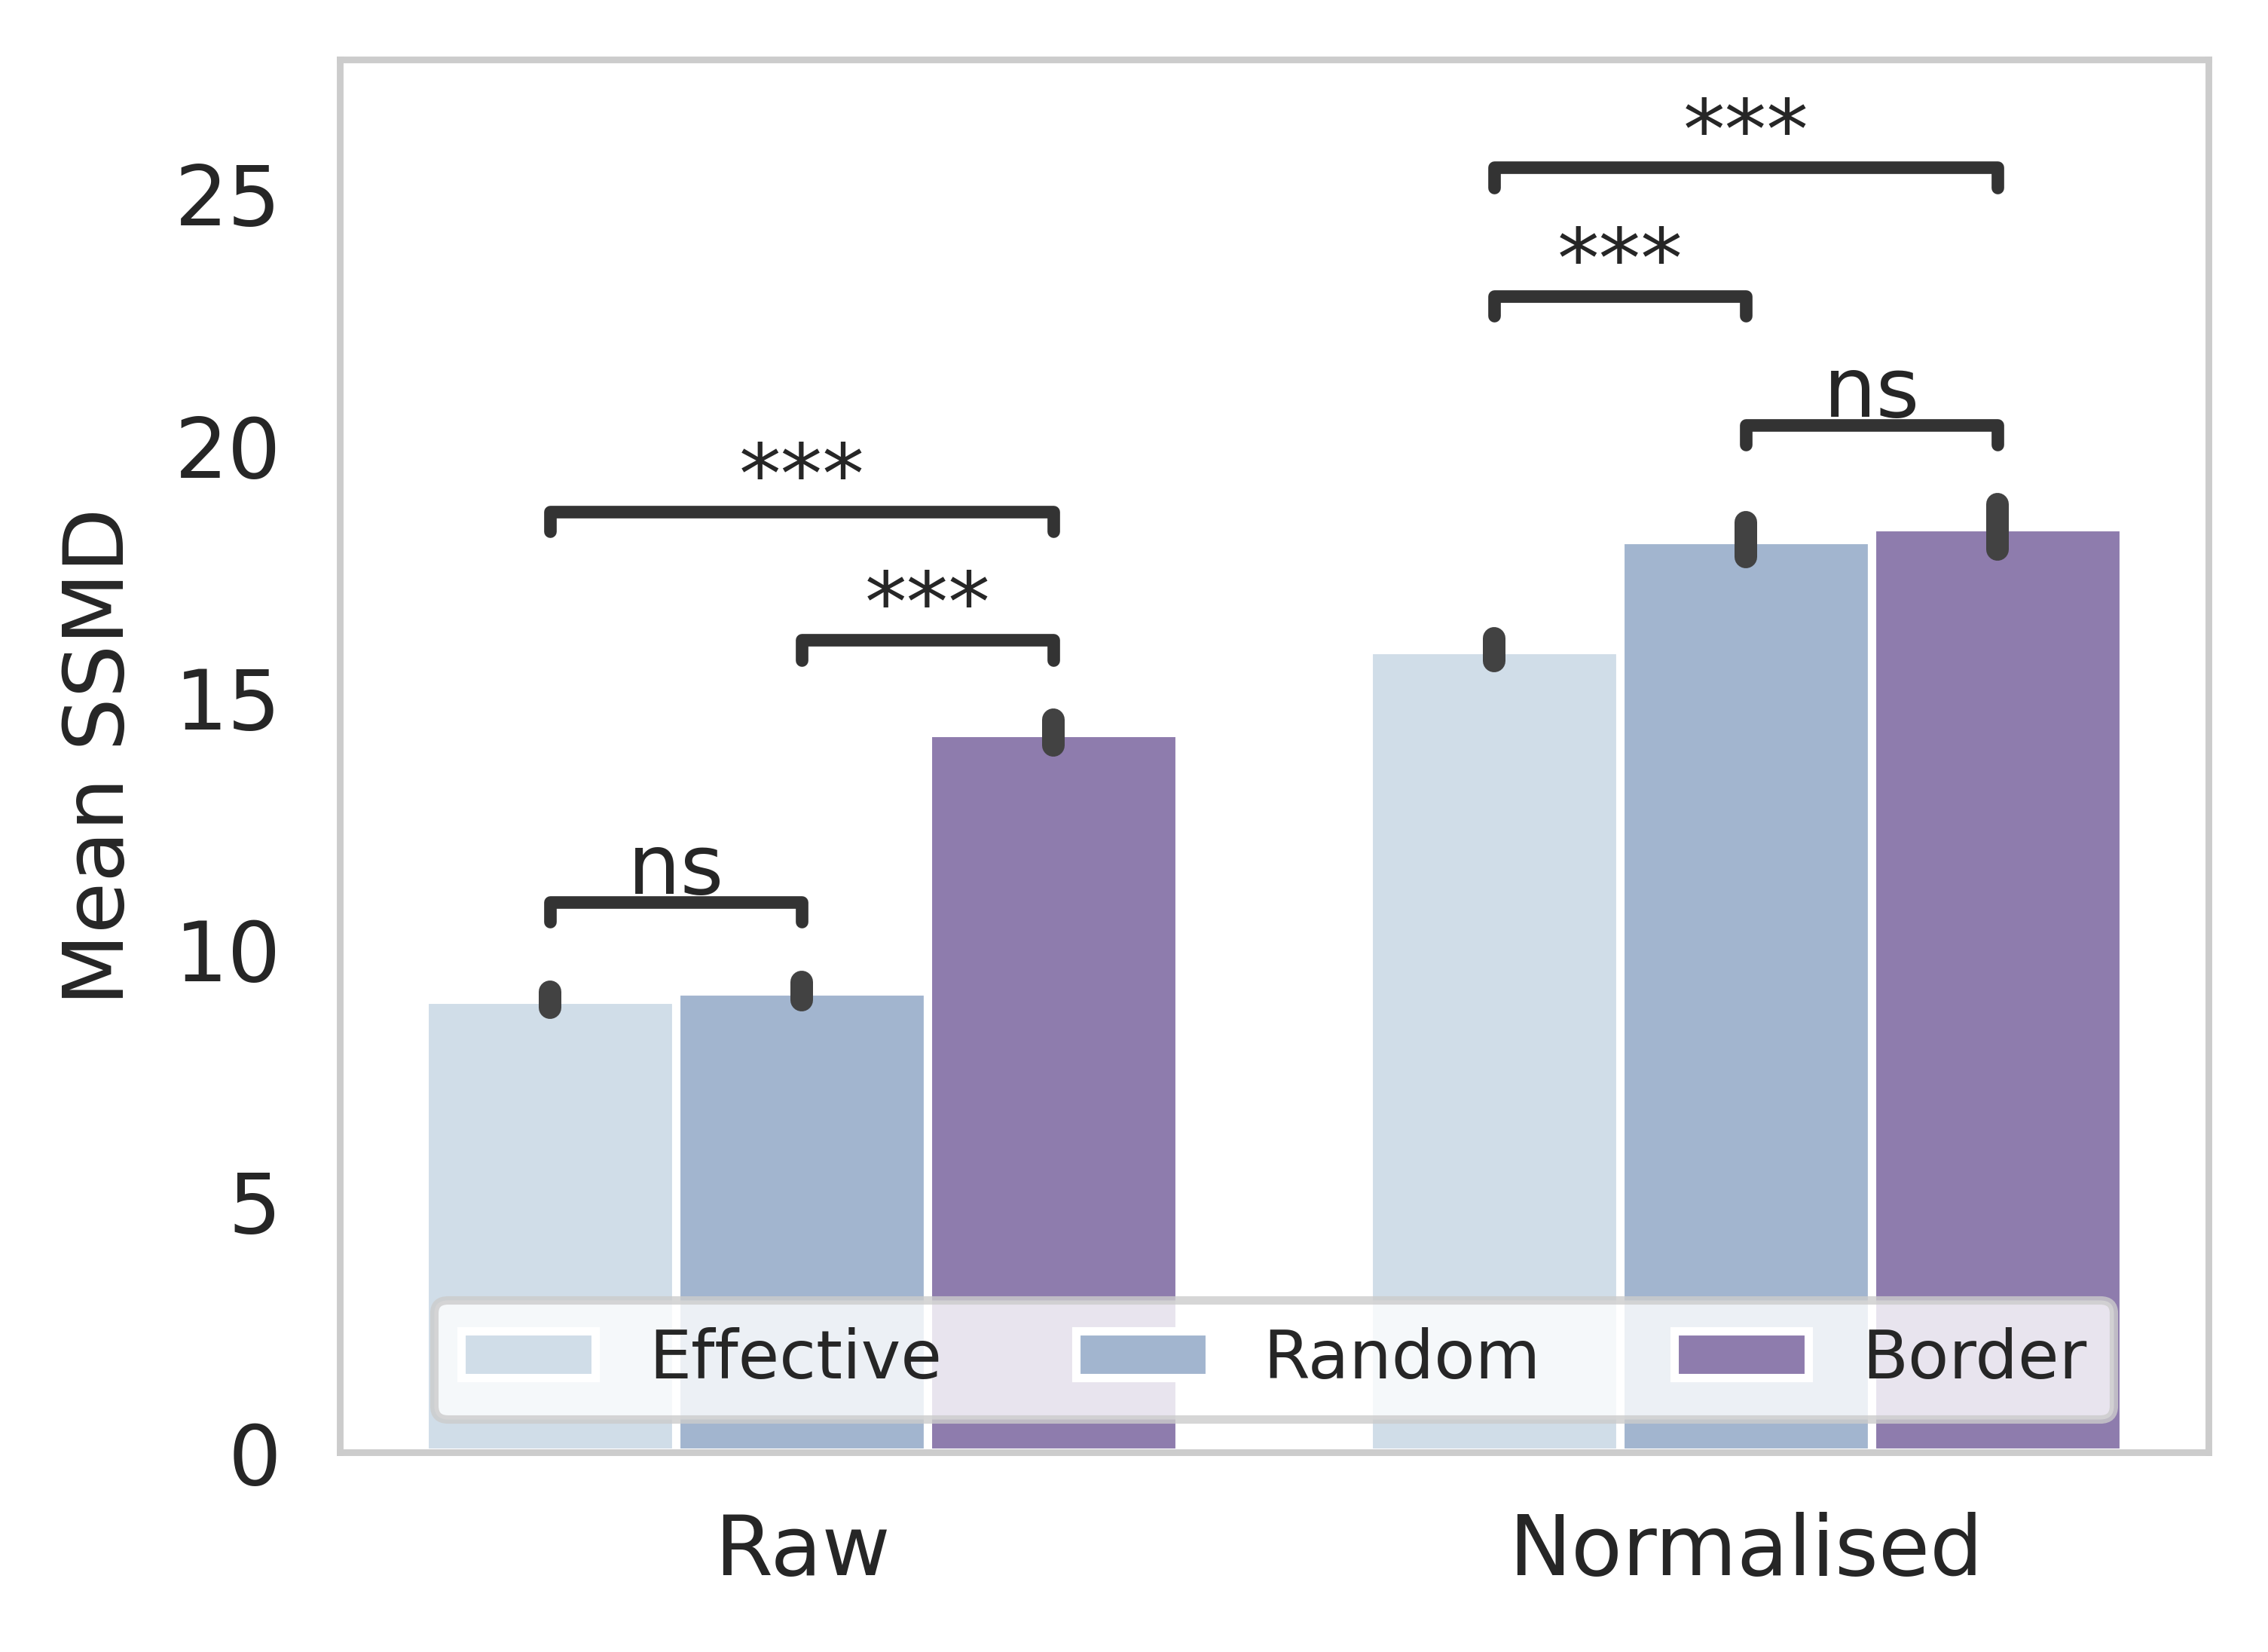 Mean SSMD
25
20
15
10
5
0
***
***
ns
***
***
ns
Effective
Random
Border
Raw
Normalised